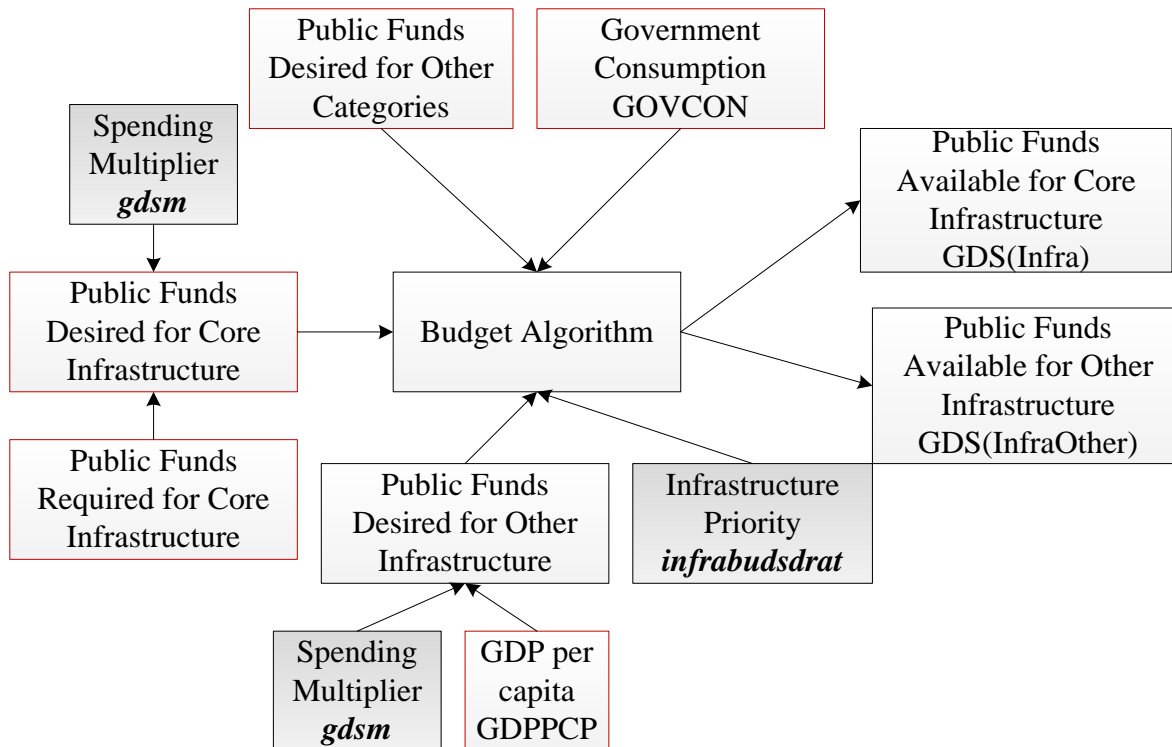 Public Funds
Desired for Other
Categories
Government
Consumption
GOVCON
Spending
Multiplier
gdsm
Public Funds
Available for Core
Infrastructure
GDS(Infra)
Public Funds
Desired for Core
Infrastructure
Budget Algorithm
Public Funds
Available for Other
Infrastructure
GDS(InfraOther)
Public Funds
Required for Core
Infrastructure
Public Funds
Desired for Other
Infrastructure
Infrastructure
Priority
infrabudsdrat
Spending
Multiplier
gdsm
GDP per
capita
GDPPCP